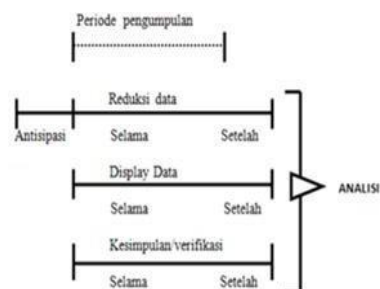 Periode pengumpulan
Reduksi data
Antisipasi Selama Setelah
Display Data
ANALISI
Selama Setelah
Kesimpulan/verifikasi
Selama Setelah